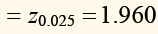 = z0.025 = 1.960